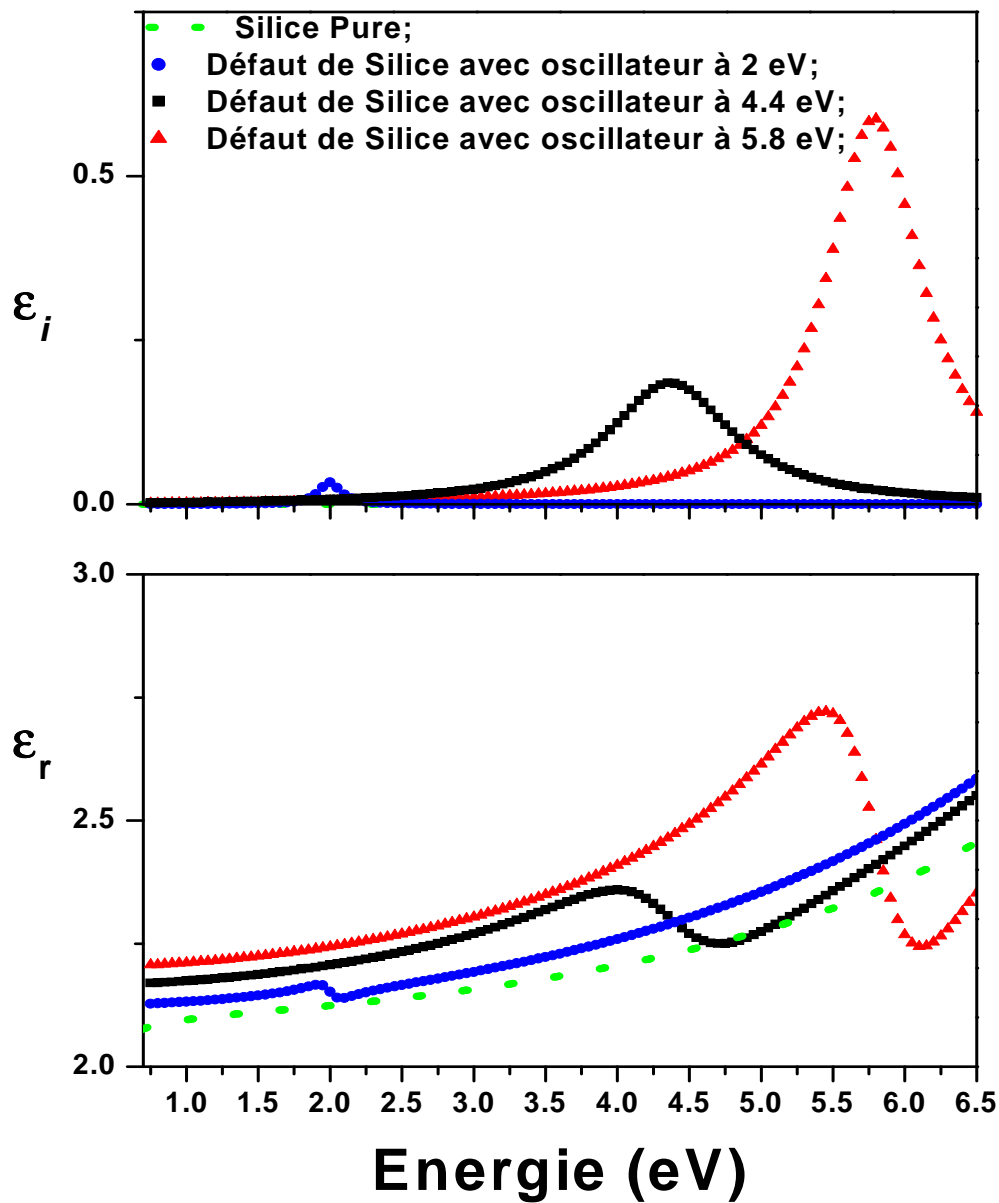 Silice Pure;
Défaut de Silice avec oscillateur à 2 eV;
Défaut de Silice avec oscillateur à 4.4 eV;
Défaut de Silice avec oscillateur à 5.8 eV;
0.5
εi
0.0
3.0
εr
2.5
2.0
1.0 1.5 2.0 2.5 3.0 3.5 4.0 4.5 5.0 5.5 6.0 6.5
Energie (eV)